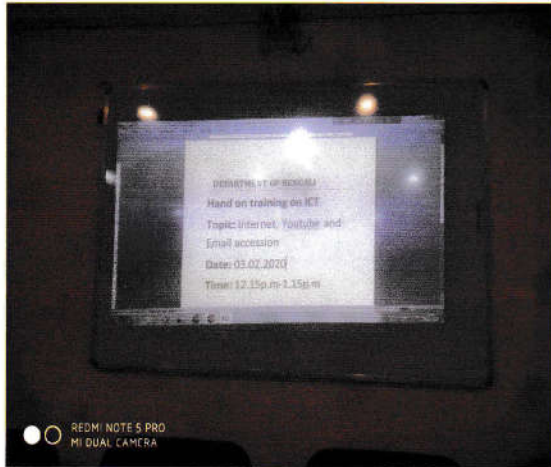 DEPARTMENT OF BENGALI
Hand on training on ICT
Topic: Internet, Youtube and
Email accession
Date: 03.02.2020
Time: 12.15p.m-1.15p.m
REDMI NOTE 5 PRO
MI DUAL CAMERA